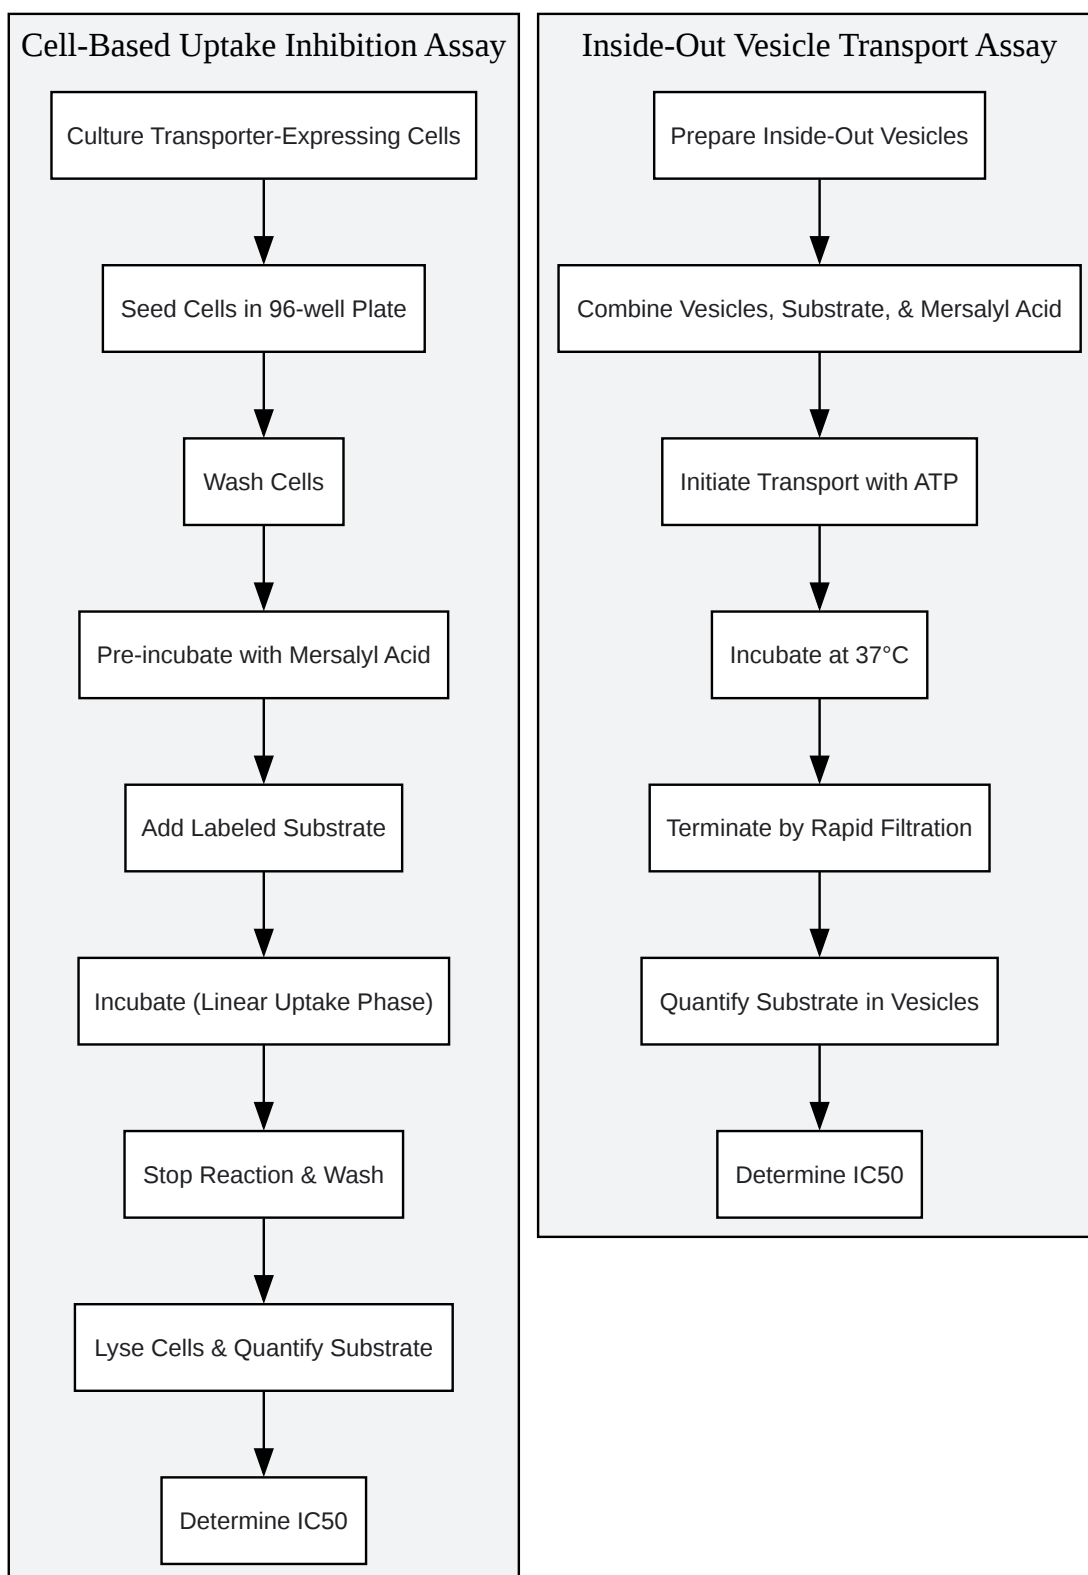 Cell-Based Uptake Inhibition Assay
Culture Transporter-Expressing Cells
Seed Cells in 96-well Plate
Wash Cells
Pre-incubate with Mersalyl Acid
Add Labeled Substrate
Incubate (Linear Uptake Phase)
Stop Reaction & Wash
Lyse Cells & Quantify Substrate
Determine IC50
Inside-Out Vesicle Transport Assay
Prepare Inside-Out Vesicles
Combine Vesicles, Substrate, & Mersalyl Acid
Initiate Transport with ATP
Incubate at 37°C
Terminate by Rapid Filtration
Quantify Substrate in Vesicles
Determine IC50